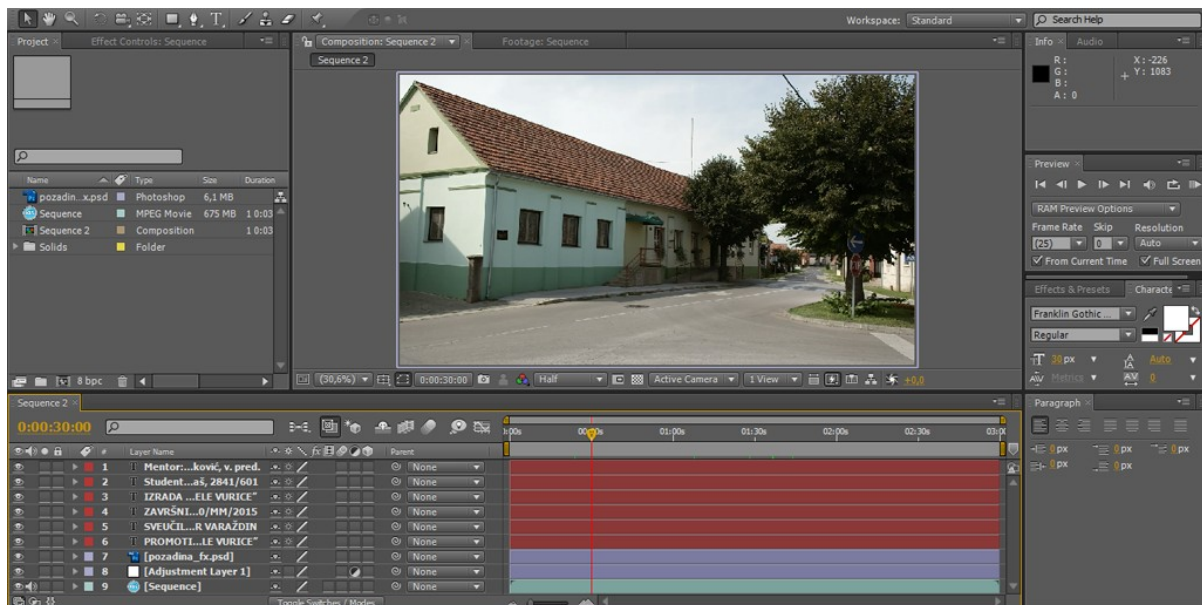 Workspace: Standard
Search Help
Project
Effect Controls: Sequence
Composition: Sequence 2
Footage: Sequence
Sequence 2
Info
Audio
R:
G:
B:
A: 0
X: -226
Y: 1083
Name Type Size Duration
pozadin...x.psd Photoshop 6,1 MB
Sequence MPEG Movie 675 MB 1 0:03
Sequence 2 Composition 1 0:03
Solids Folder
8 bpc
(30,6%) 0:00:30:00 Half Active Camera 1 View +0,0
Preview
RAM Preview Options
Frame Rate Skip Resolution
(25) 0 Auto
From Current Time Full Screen
Effects & Presets
Characte
Franklin Gothic ...
Regular
30 px Auto
Metrics 0
Sequence 2
0:00:30:00
01:00s 01:30s 02:00s 02:30s 03:0
# Layer Name Parent
1 Mentor:...ković, v. pred. None
2 Student...aš, 2841/601 None
3 IZRADA ...ELE VURICE" None
4 ZAVRŠNI...0/MM/2015 None
5 SVEUČIL...R VARAŽDIN None
6 PROMOTI...LE VURICE" None
7 [pozadina_fx.psd] None
8 [Adjustment Layer 1] None
9 [Sequence] None
Toggle Switches / Modes
Paragraph
0 px 0 px 0 px
0 px 0 px